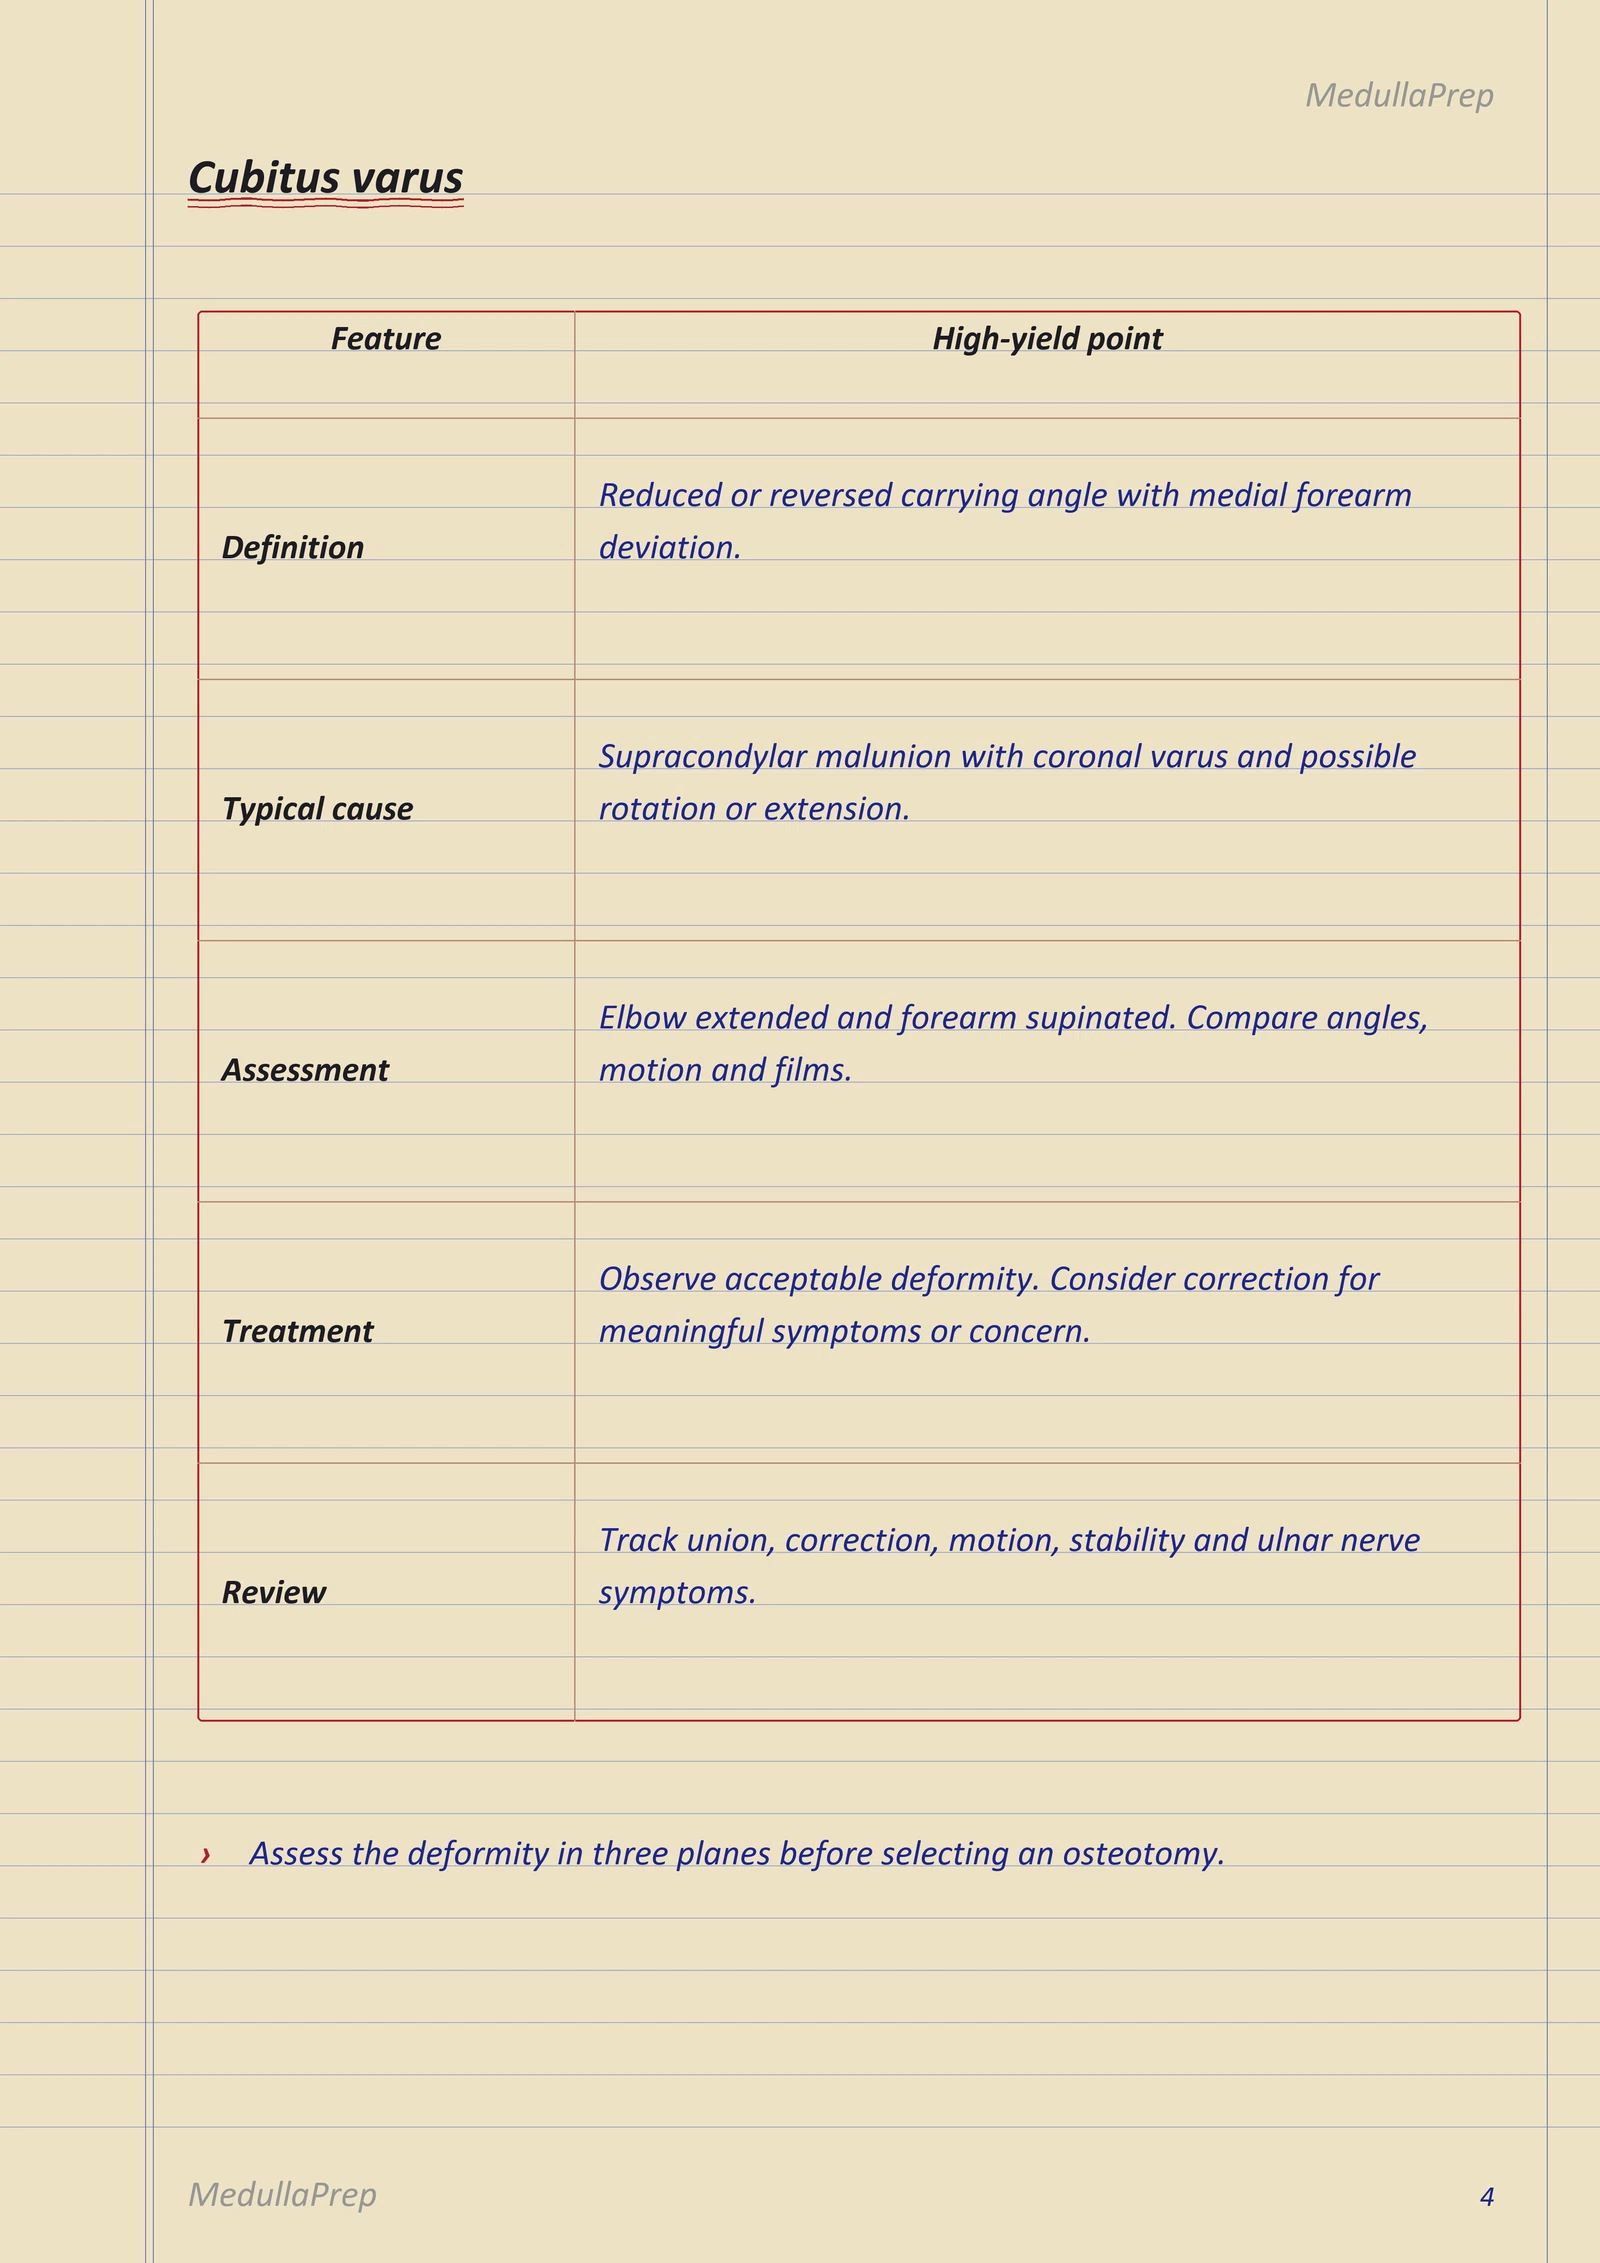 MedullaPrep
Cubitus varus
Feature
High-yield point
Definition
Reduced or reversed carrying angle with medial forearm
deviation.
Typical cause
Supracondylar malunion with coronal varus and possible
rotation or extension.
Assessment
Elbow extended and forearm supinated. Compare angles,
motion and films.
Treatment
Observe acceptable deformity. Consider correction for
meaningful symptoms or concern.
Review
Track union, correction, motion, stability and ulnar nerve
symptoms.
› Assess the deformity in three planes before selecting an osteotomy.
MedullaPrep
4